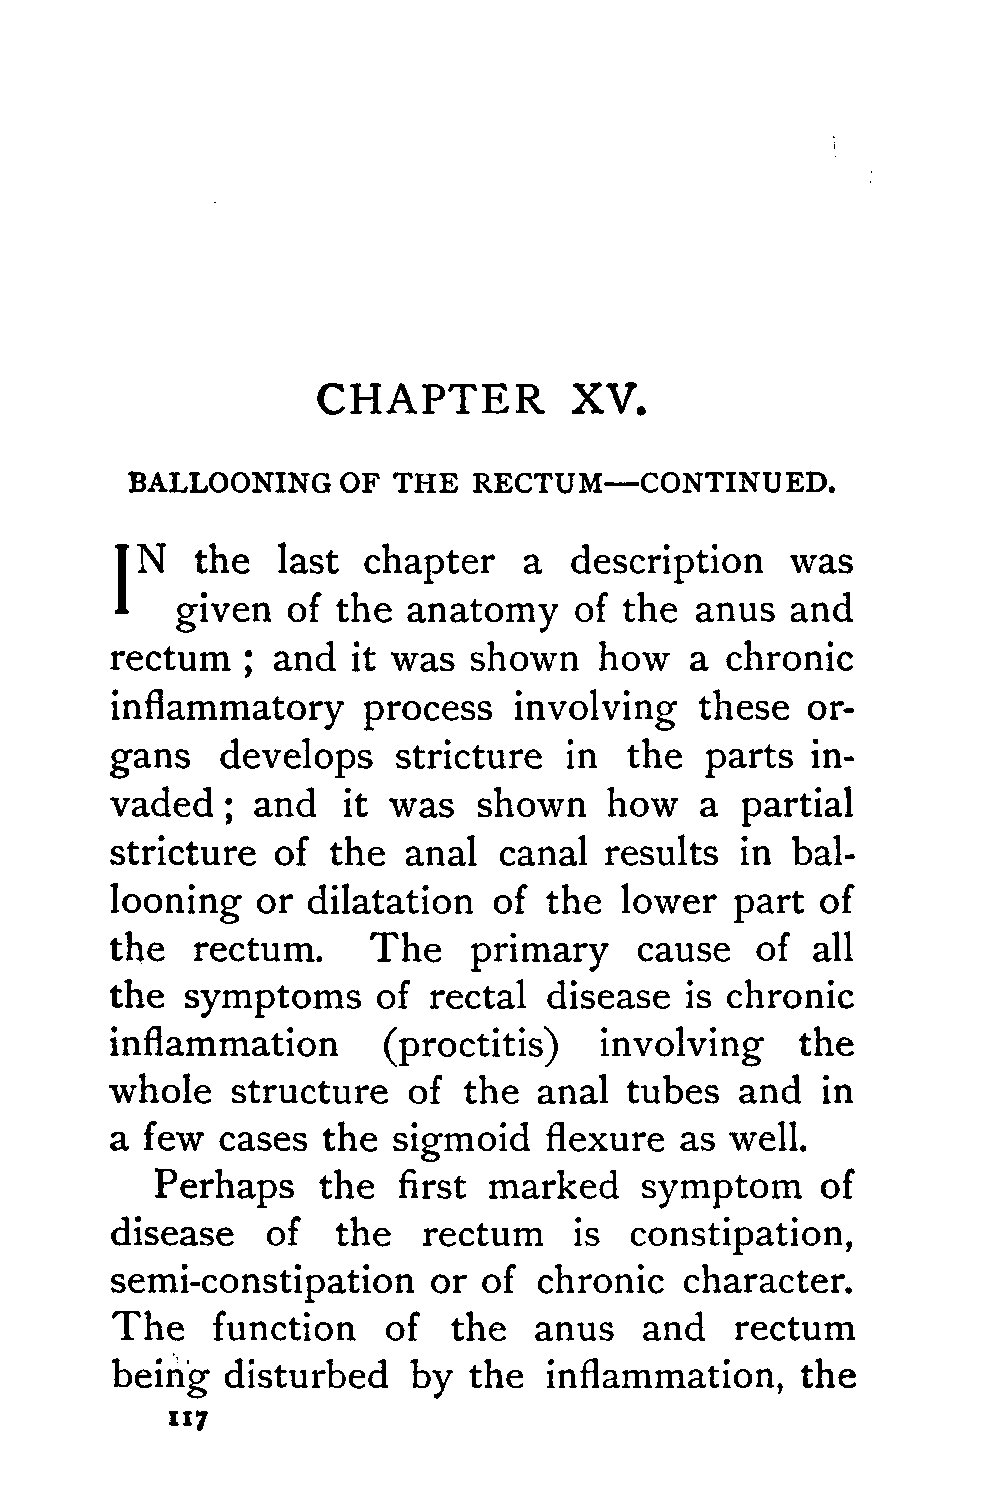 CHAPTER XV.
BALLOONING OF THE RECTUM—CONTINUED.
IN the last chapter a description was
given of the anatomy of the anus and
rectum ; and it was shown how a chronic
inflammatory process involving these or-
gans develops stricture in the parts in-
vaded ; and it was shown how a partial
stricture of the anal canal results in bal-
looning or dilatation of the lower part of
the rectum. The primary cause of all
the symptoms of rectal disease is chronic
inflammation (proctitis) involving the
whole structure of the anal tubes and in
a few cases the sigmoid flexure as well.
Perhaps the first marked symptom of
disease of the rectum is constipation,
semi-constipation or of chronic character.
The function of the anus and rectum
being disturbed by the inflammation, the
117